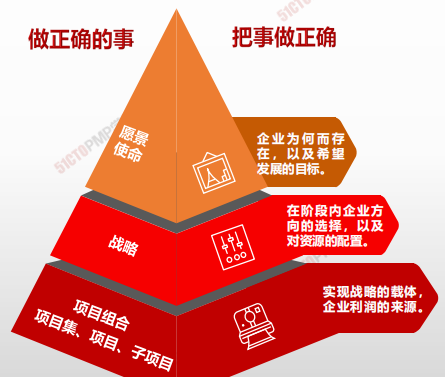 51CTO
做正确的事
把事做正确
愿景
使命
51CTOPMP
企业为何而存
在，以及希望
发展的目标。
战略
在阶段内企业方
向的选择，以及
对资源的配置。
项目组合
项目集、项目、子项目
实现战略的载体，
企业利润的来源。